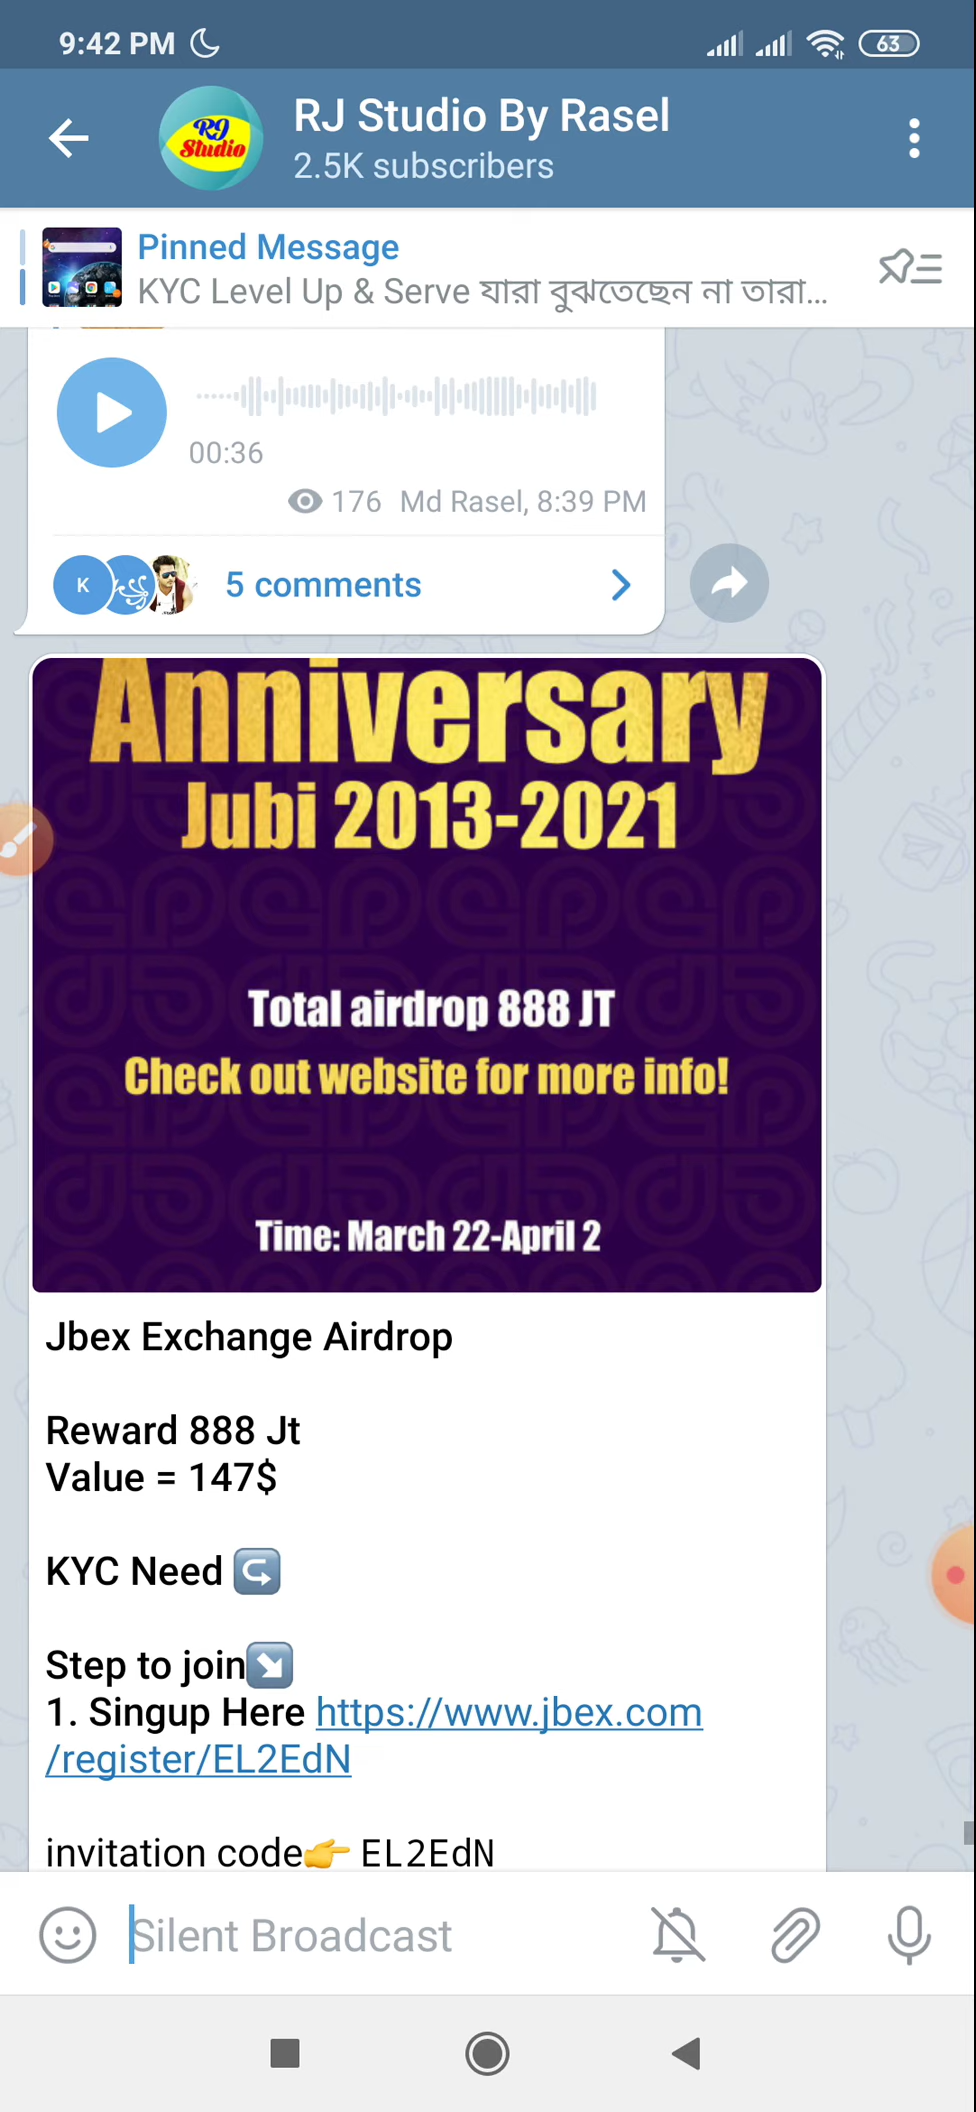 9:42 PM
63
RJ Studio By Rasel
2.5K subscribers
RJ
Studio
Pinned Message
KYC Level Up & Serve যারা বুঝতেছেন না তারা...
00:36
176 Md Rasel, 8:39 PM
K
5 comments
Anniversary
Jubi 2013-2021
Total airdrop 888 JT
Check out website for more info!
Time: March 22-April 2
Jbex Exchange Airdrop
Reward 888 Jt
Value = 147$
KYC Need ↪️
Step to join↘️
1. Singup Here https://www.jbex.com
/register/EL2EdN
invitation code👉 EL2EdN
Silent Broadcast